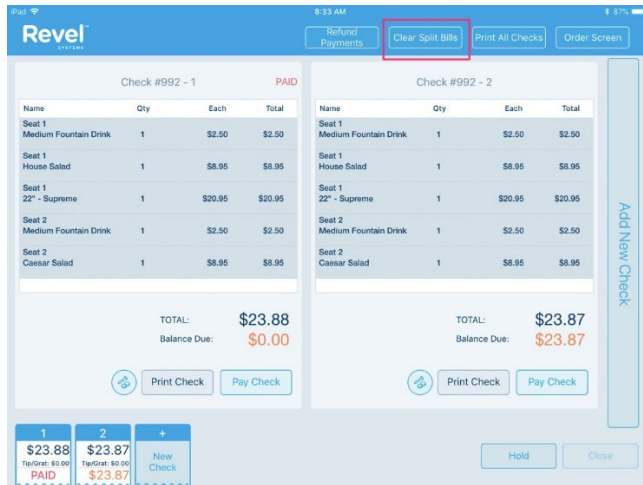 iPad 8:33 AM 87%
Revel
SYSTEMS
Refund
Payments
Clear Split Bills
Print All Checks
Order Screen
Check #992 - 1 PAID
Name Qty Each Total
Seat 1
Medium Fountain Drink 1 $2.50 $2.50
Seat 1
House Salad 1 $8.95 $8.95
Seat 1
22" - Supreme 1 $20.95 $20.95
Seat 2
Medium Fountain Drink 1 $2.50 $2.50
Seat 2
Caesar Salad 1 $8.95 $8.95
TOTAL: $23.88
Balance Due: $0.00
Print Check Pay Check
Check #992 - 2
Name Qty Each Total
Seat 1
Medium Fountain Drink 1 $2.50 $2.50
Seat 1
House Salad 1 $8.95 $8.95
Seat 1
22" - Supreme 1 $20.95 $20.95
Seat 2
Medium Fountain Drink 1 $2.50 $2.50
Seat 2
Caesar Salad 1 $8.95 $8.95
TOTAL: $23.87
Balance Due: $23.87
Print Check Pay Check
Add New Check
1
$23.88
Tip/Grat: $0.00
PAID
2
$23.87
Tip/Grat: $0.00
$23.87
+
New
Check
Hold
Close